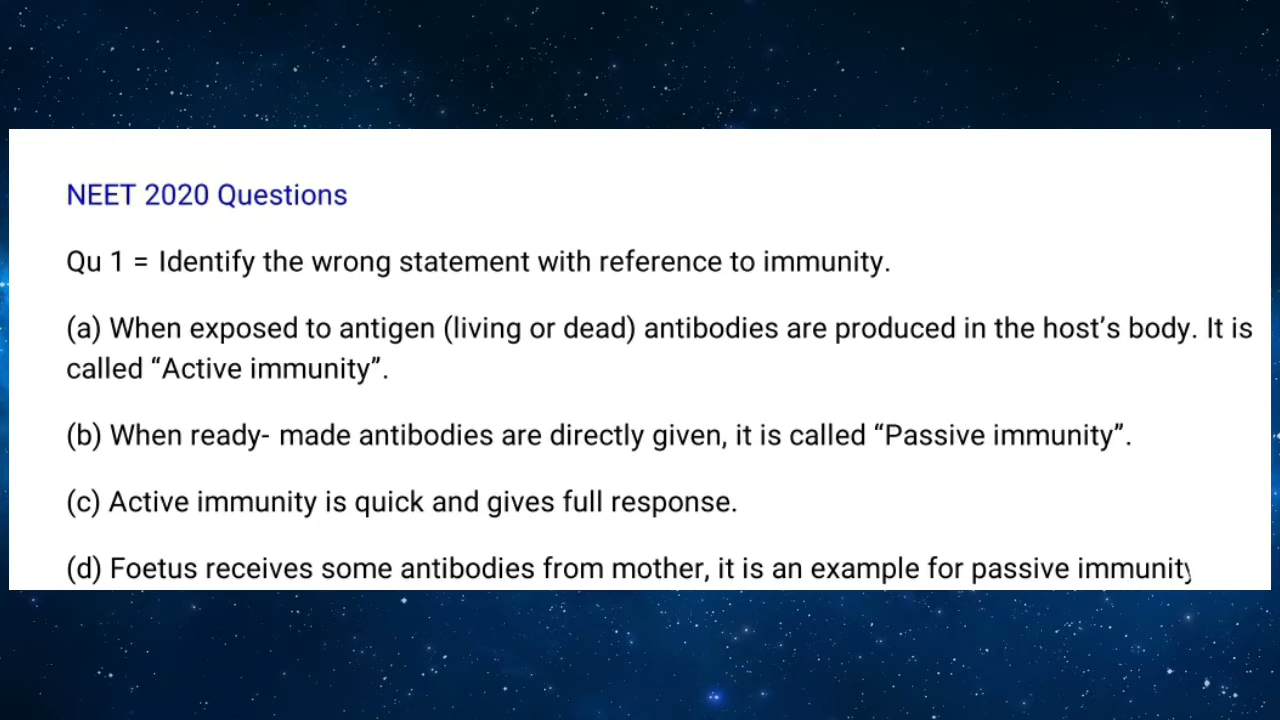 NEET 2020 Questions
Qu 1 = Identify the wrong statement with reference to immunity.
(a) When exposed to antigen (living or dead) antibodies are produced in the host’s body. It is
called “Active immunity”.
(b) When ready- made antibodies are directly given, it is called “Passive immunity”.
(c) Active immunity is quick and gives full response.
(d) Foetus receives some antibodies from mother, it is an example for passive immunity